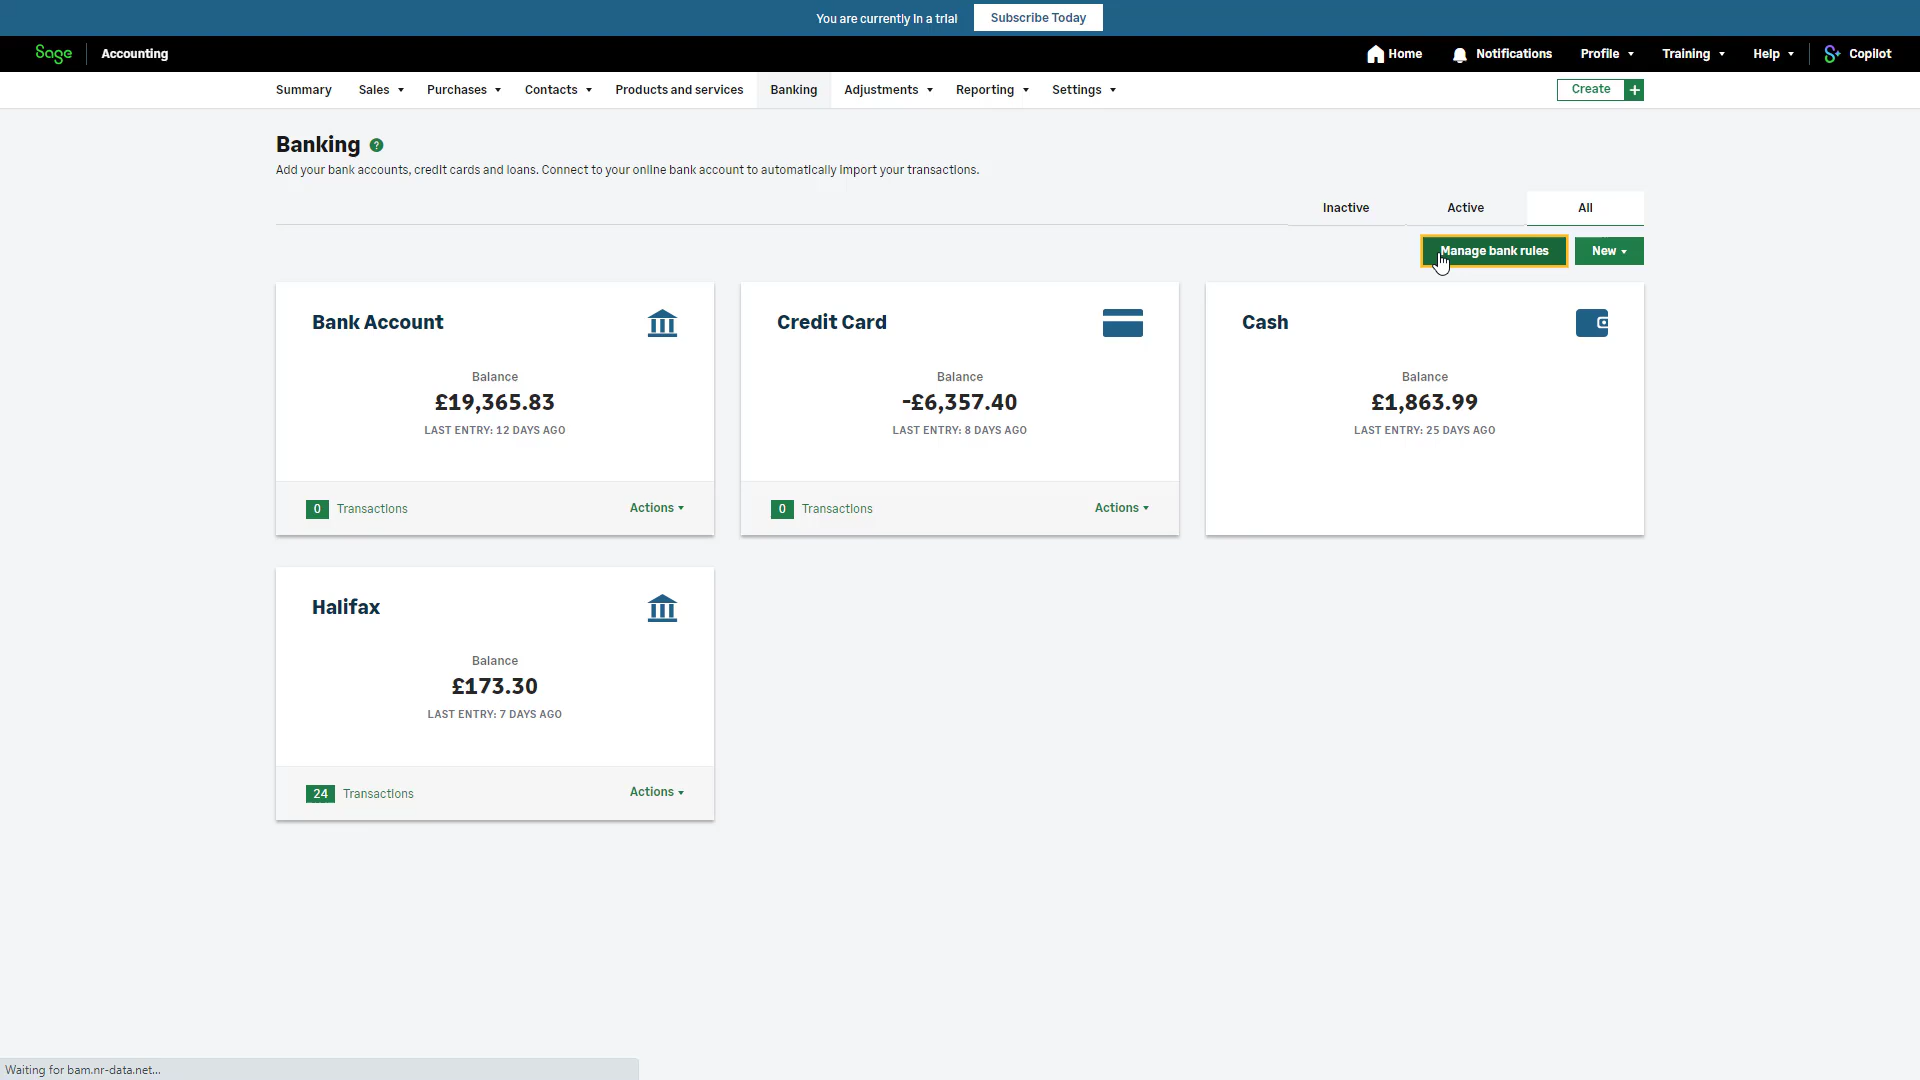 You are currently in a trial
Subscribe Today
Sage
Accounting
Home
Notifications
Profile
Training
Help
Copilot
Summary
Sales
Purchases
Contacts
Products and services
Banking
Adjustments
Reporting
Settings
Create +
Banking ?
Add your bank accounts, credit cards and loans. Connect to your online bank account to automatically import your transactions.
Inactive
Active
All
Manage bank rules
New
Bank Account
Balance
£19,365.83
LAST ENTRY: 12 DAYS AGO
0 Transactions
Actions
Credit Card
Balance
-£6,357.40
LAST ENTRY: 8 DAYS AGO
0 Transactions
Actions
Cash
Balance
£1,863.99
LAST ENTRY: 25 DAYS AGO
Halifax
Balance
£173.30
LAST ENTRY: 7 DAYS AGO
24 Transactions
Actions
Waiting for bam.nr-data.net...